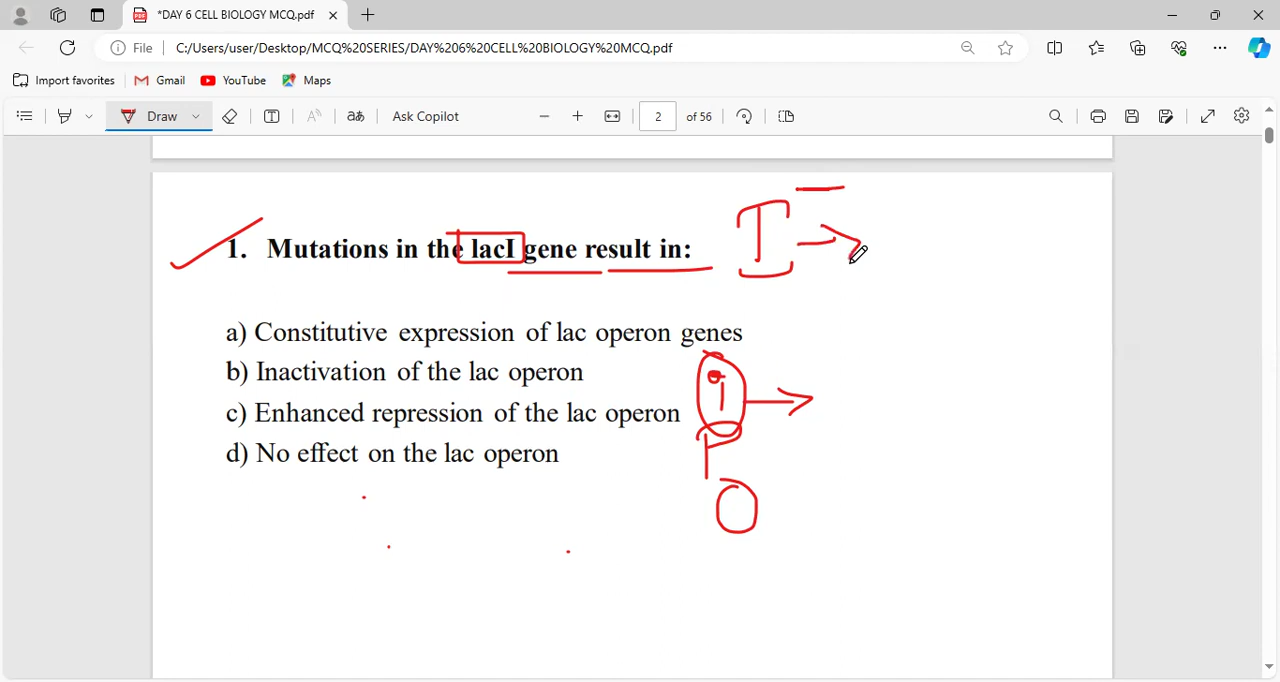 *DAY 6 CELL BIOLOGY MCQ.pdf
File C:/Users/user/Desktop/MCQ%20SERIES/DAY%206%20CELL%20BIOLOGY%20MCQ.pdf
Import favorites Gmail YouTube Maps
Draw Ask Copilot 2 of 56
1. Mutations in the lacI gene result in:
I
a) Constitutive expression of lac operon genes
b) Inactivation of the lac operon
c) Enhanced repression of the lac operon
d) No effect on the lac operon
i
P
O